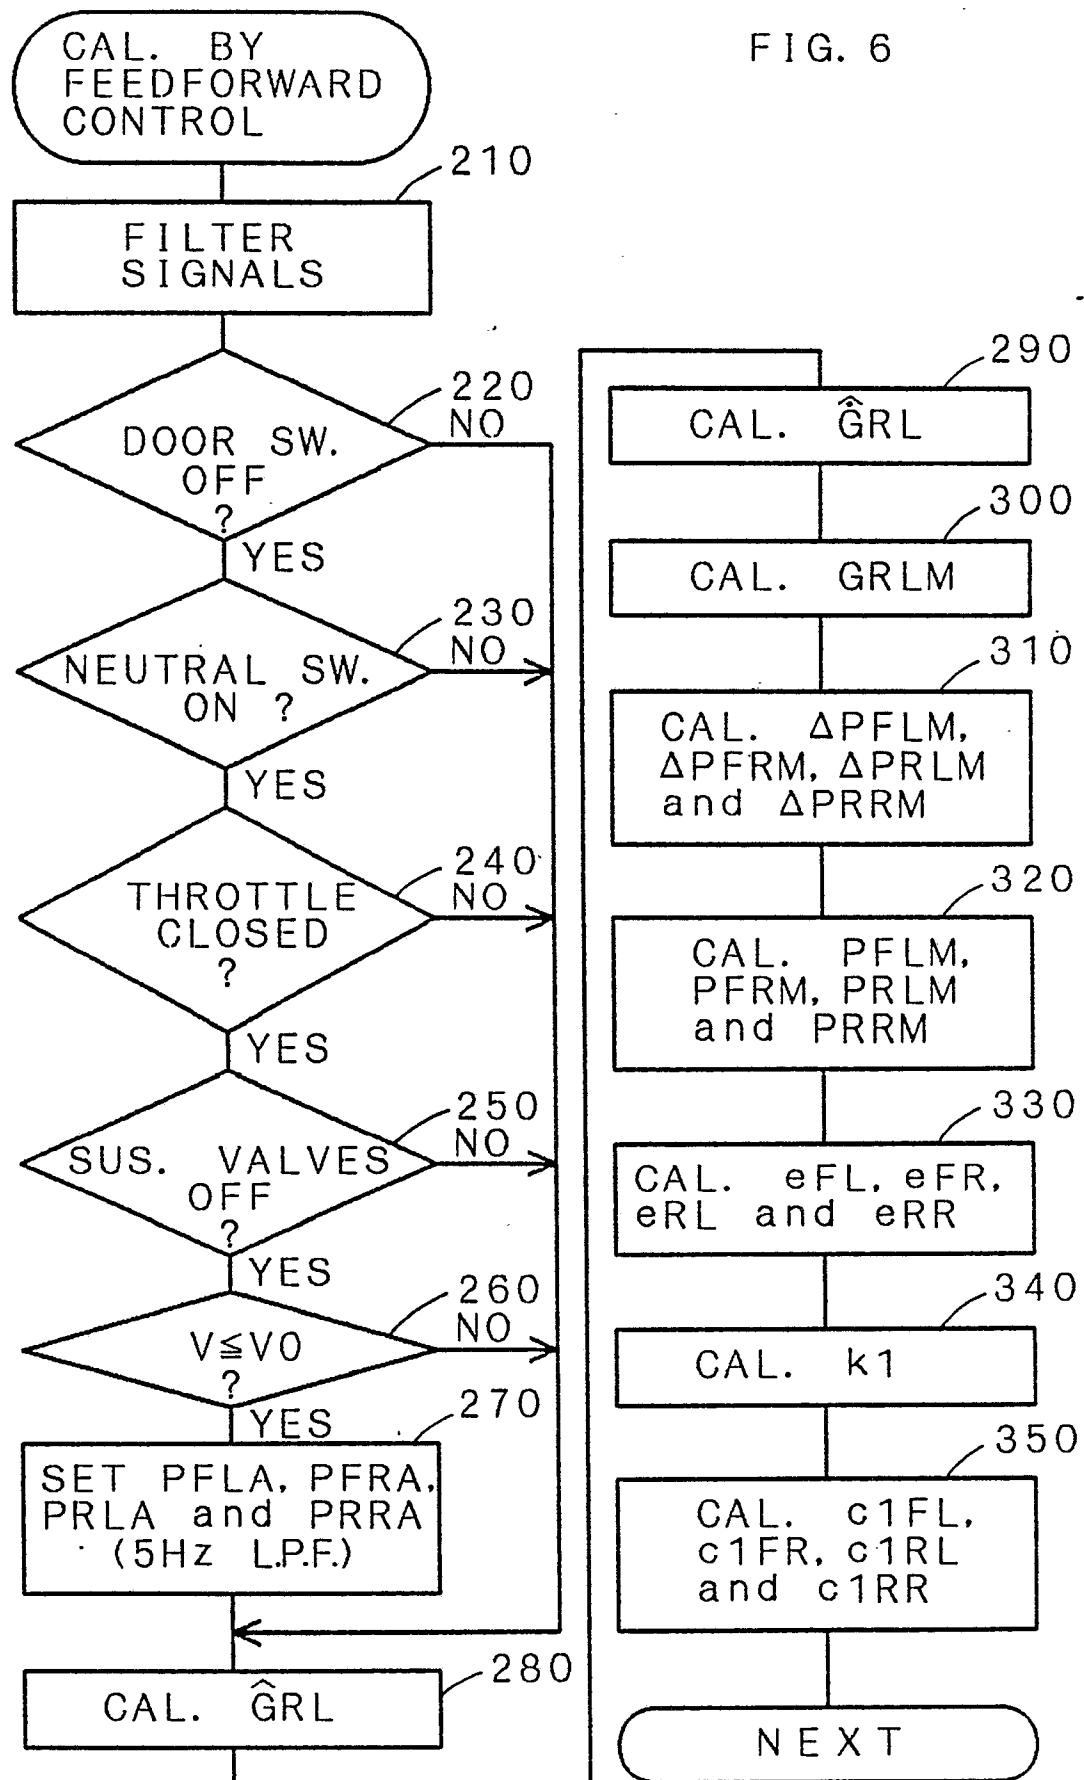 FIG. 6
CAL. BY
FEEDFORWARD
CONTROL
210
FILTER
SIGNALS
220
NO
DOOR SW.
OFF
?
YES
230
NO
NEUTRAL SW.
ON ?
YES
240
NO
THROTTLE
CLOSED
?
YES
250
NO
SUS. VALVES
OFF
?
YES
260
NO
V≦V0
?
YES
270
SET PFLA, PFRA,
PRLA and PRRA
(5Hz L.P.F.)
280
CAL. ĜRL
290
CAL. Ĝ̇RL
300
CAL. GRLM
310
CAL. ΔPFLM,
ΔPFRM, ΔPRLM
and ΔPRRM
320
CAL. PFLM,
PFRM, PRLM
and PRRM
330
CAL. eFL, eFR,
eRL and eRR
340
CAL. k1
350
CAL. c1FL,
c1FR, c1RL
and c1RR
NEXT